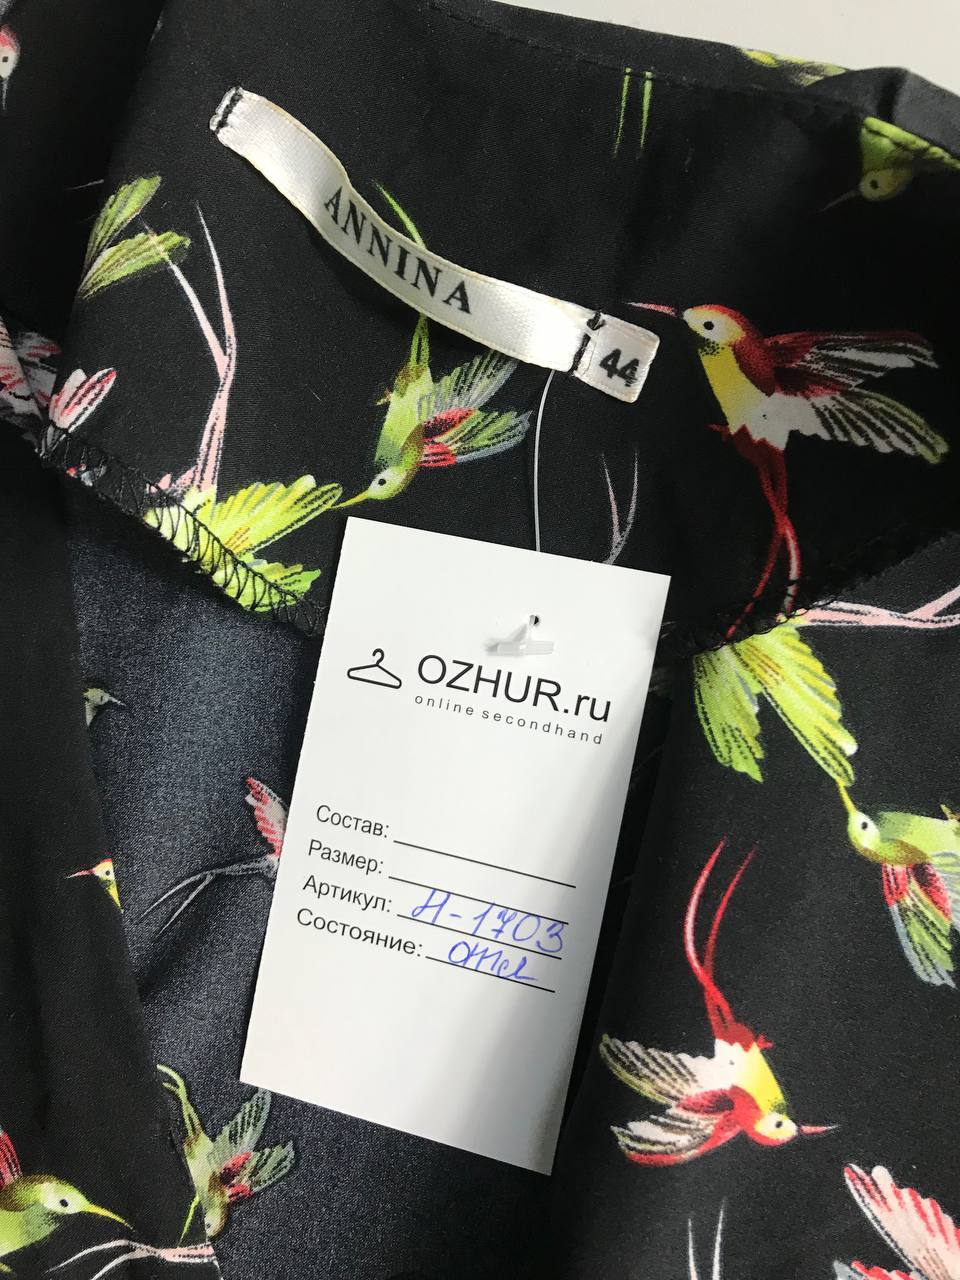 ANNINA
44
OZHUR.ru
online secondhand
Состав:
Размер:
Артикул: Н-1703
Состояние: отл